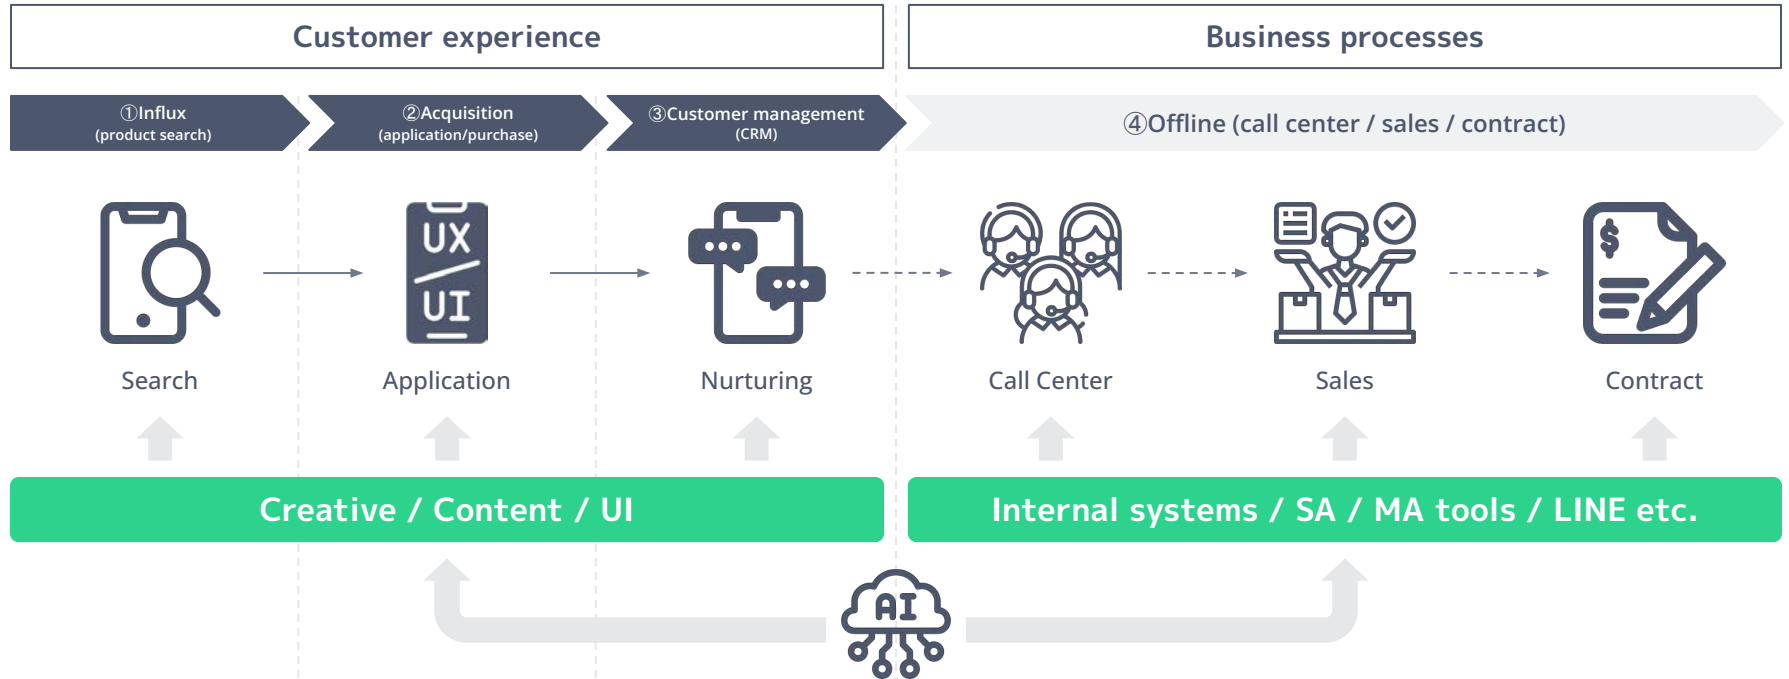 Customer experience
Business processes
①Influx
(product search)
②Acquisition
(application/purchase)
③Customer management
(CRM)
④Offline (call center / sales / contract)
UX
UI
$
Search
Application
Nurturing
Call Center
Sales
Contract
Creative / Content / UI
Internal systems / SA / MA tools / LINE etc.
AI